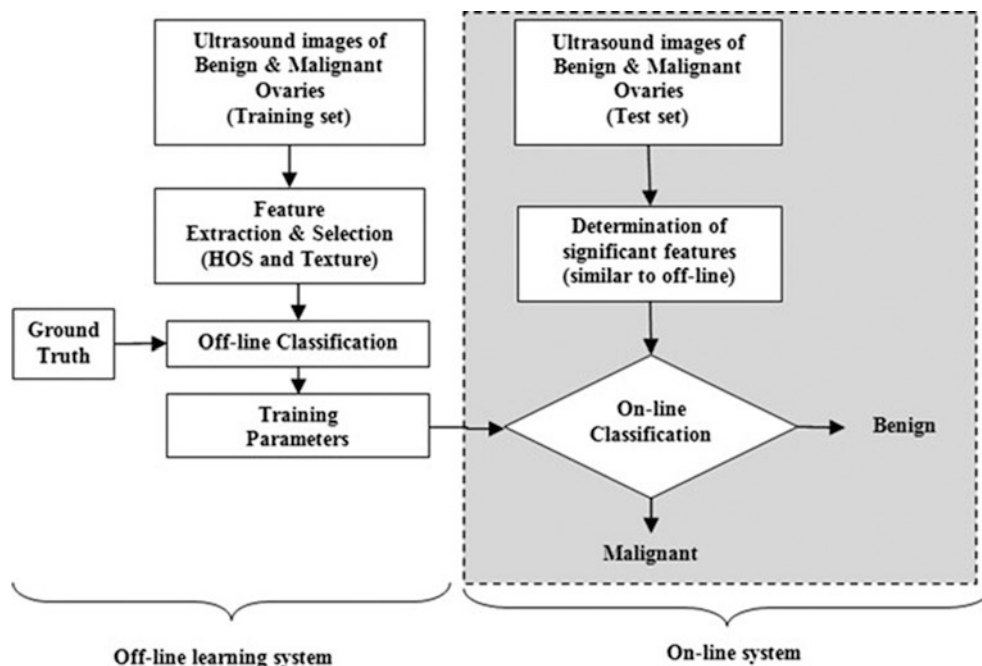 Ultrasound images of
Benign & Malignant
Ovaries
(Training set)
Feature
Extraction & Selection
(HOS and Texture)
Ground
Truth
Off-line Classification
Training
Parameters
Off-line learning system
Ultrasound images of
Benign & Malignant
Ovaries
(Test set)
Determination of
significant features
(similar to off-line)
On-line
Classification
Benign
Malignant
On-line system